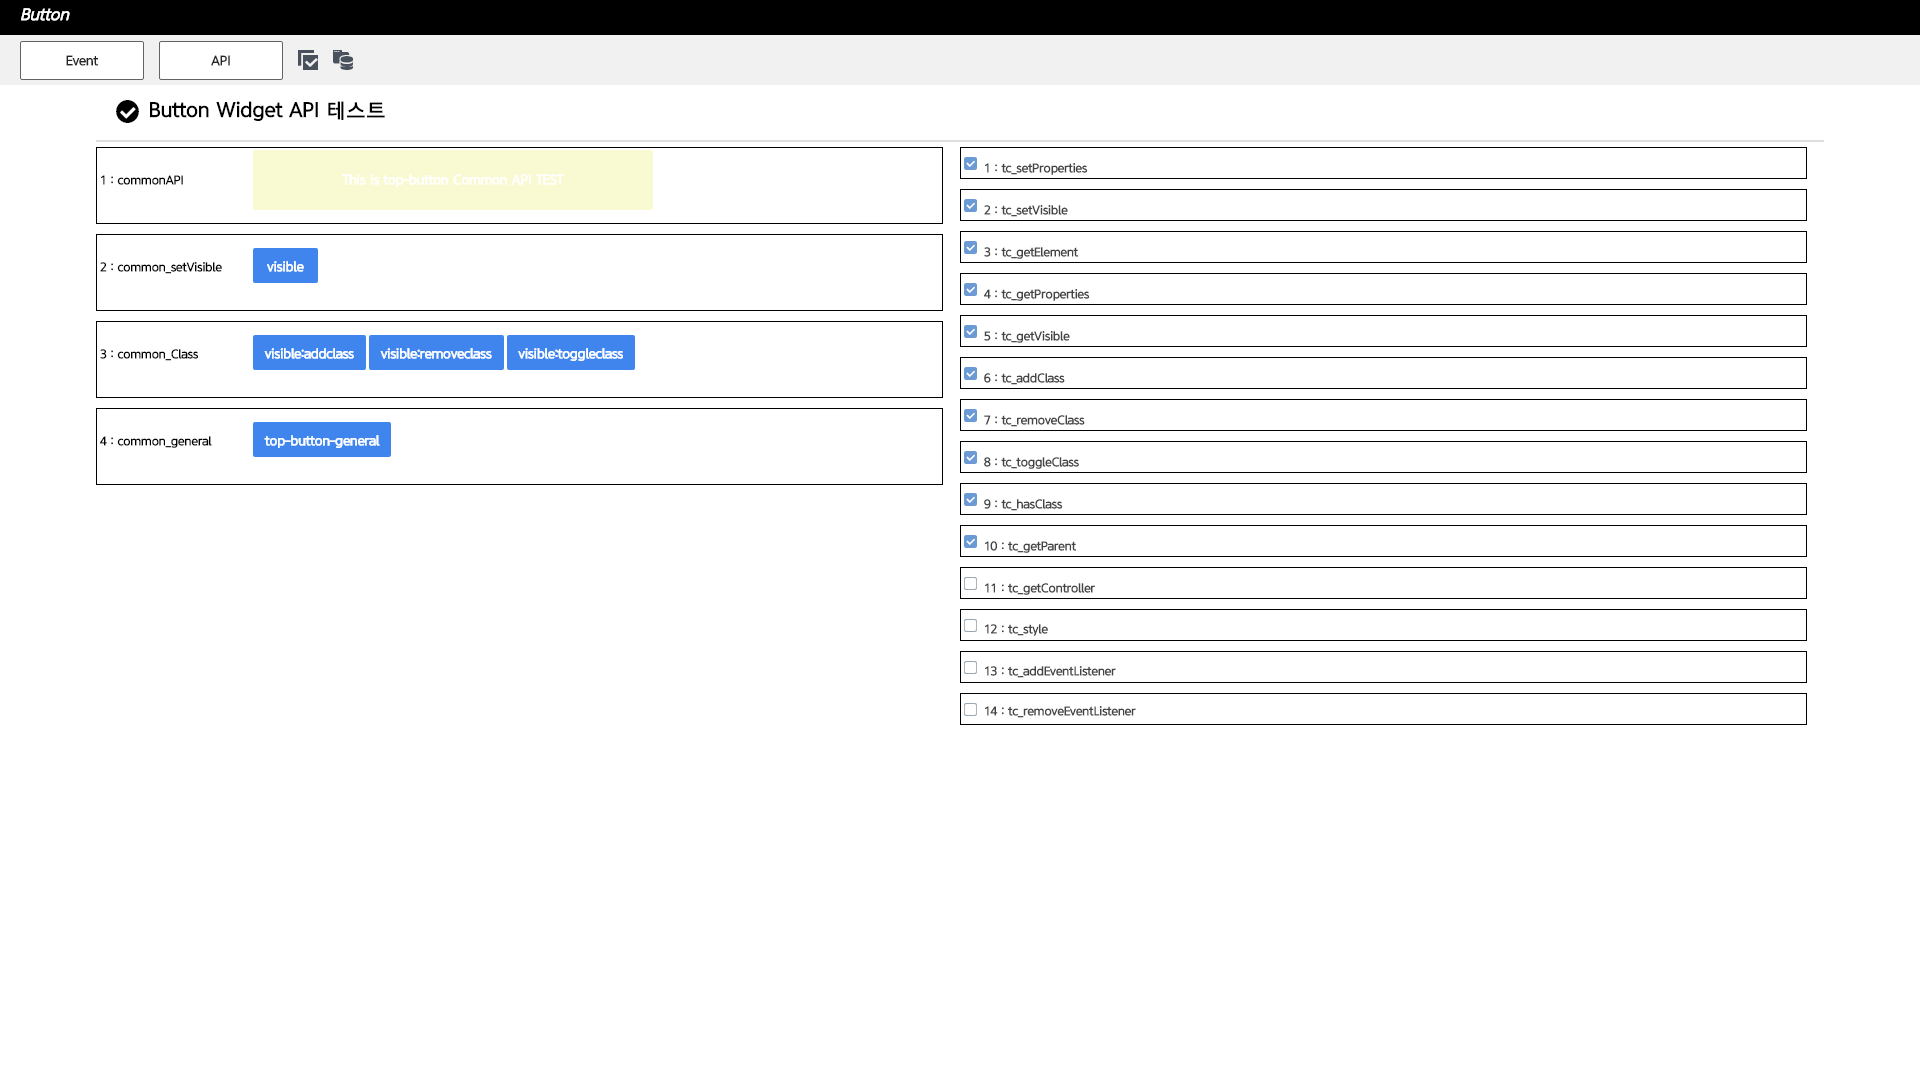 Button
Event
API
Button Widget API 테스트
1 : commonAPI
This is top-button Common API TEST
2 : common_setVisible
visible
3 : common_Class
visible:addclass
visible:removeclass
visible:toggleclass
4 : common_general
top-button-general
1 : tc_setProperties
2 : tc_setVisible
3 : tc_getElement
4 : tc_getProperties
5 : tc_getVisible
6 : tc_addClass
7 : tc_removeClass
8 : tc_toggleClass
9 : tc_hasClass
10 : tc_getParent
11 : tc_getController
12 : tc_style
13 : tc_addEventListener
14 : tc_removeEventListener